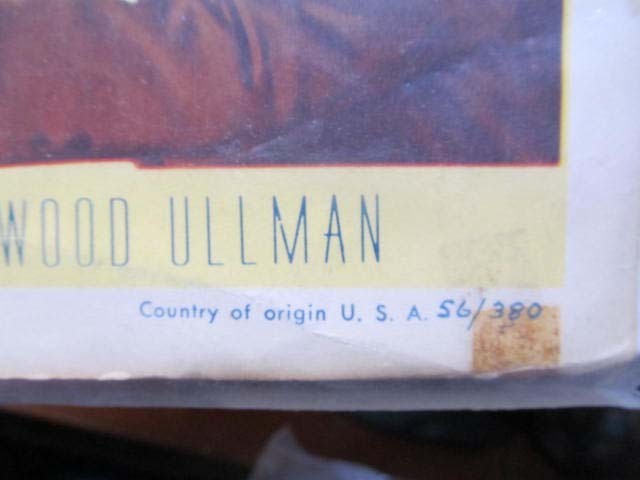 WOOD ULLMAN
Country of origin U. S. A. 56/380